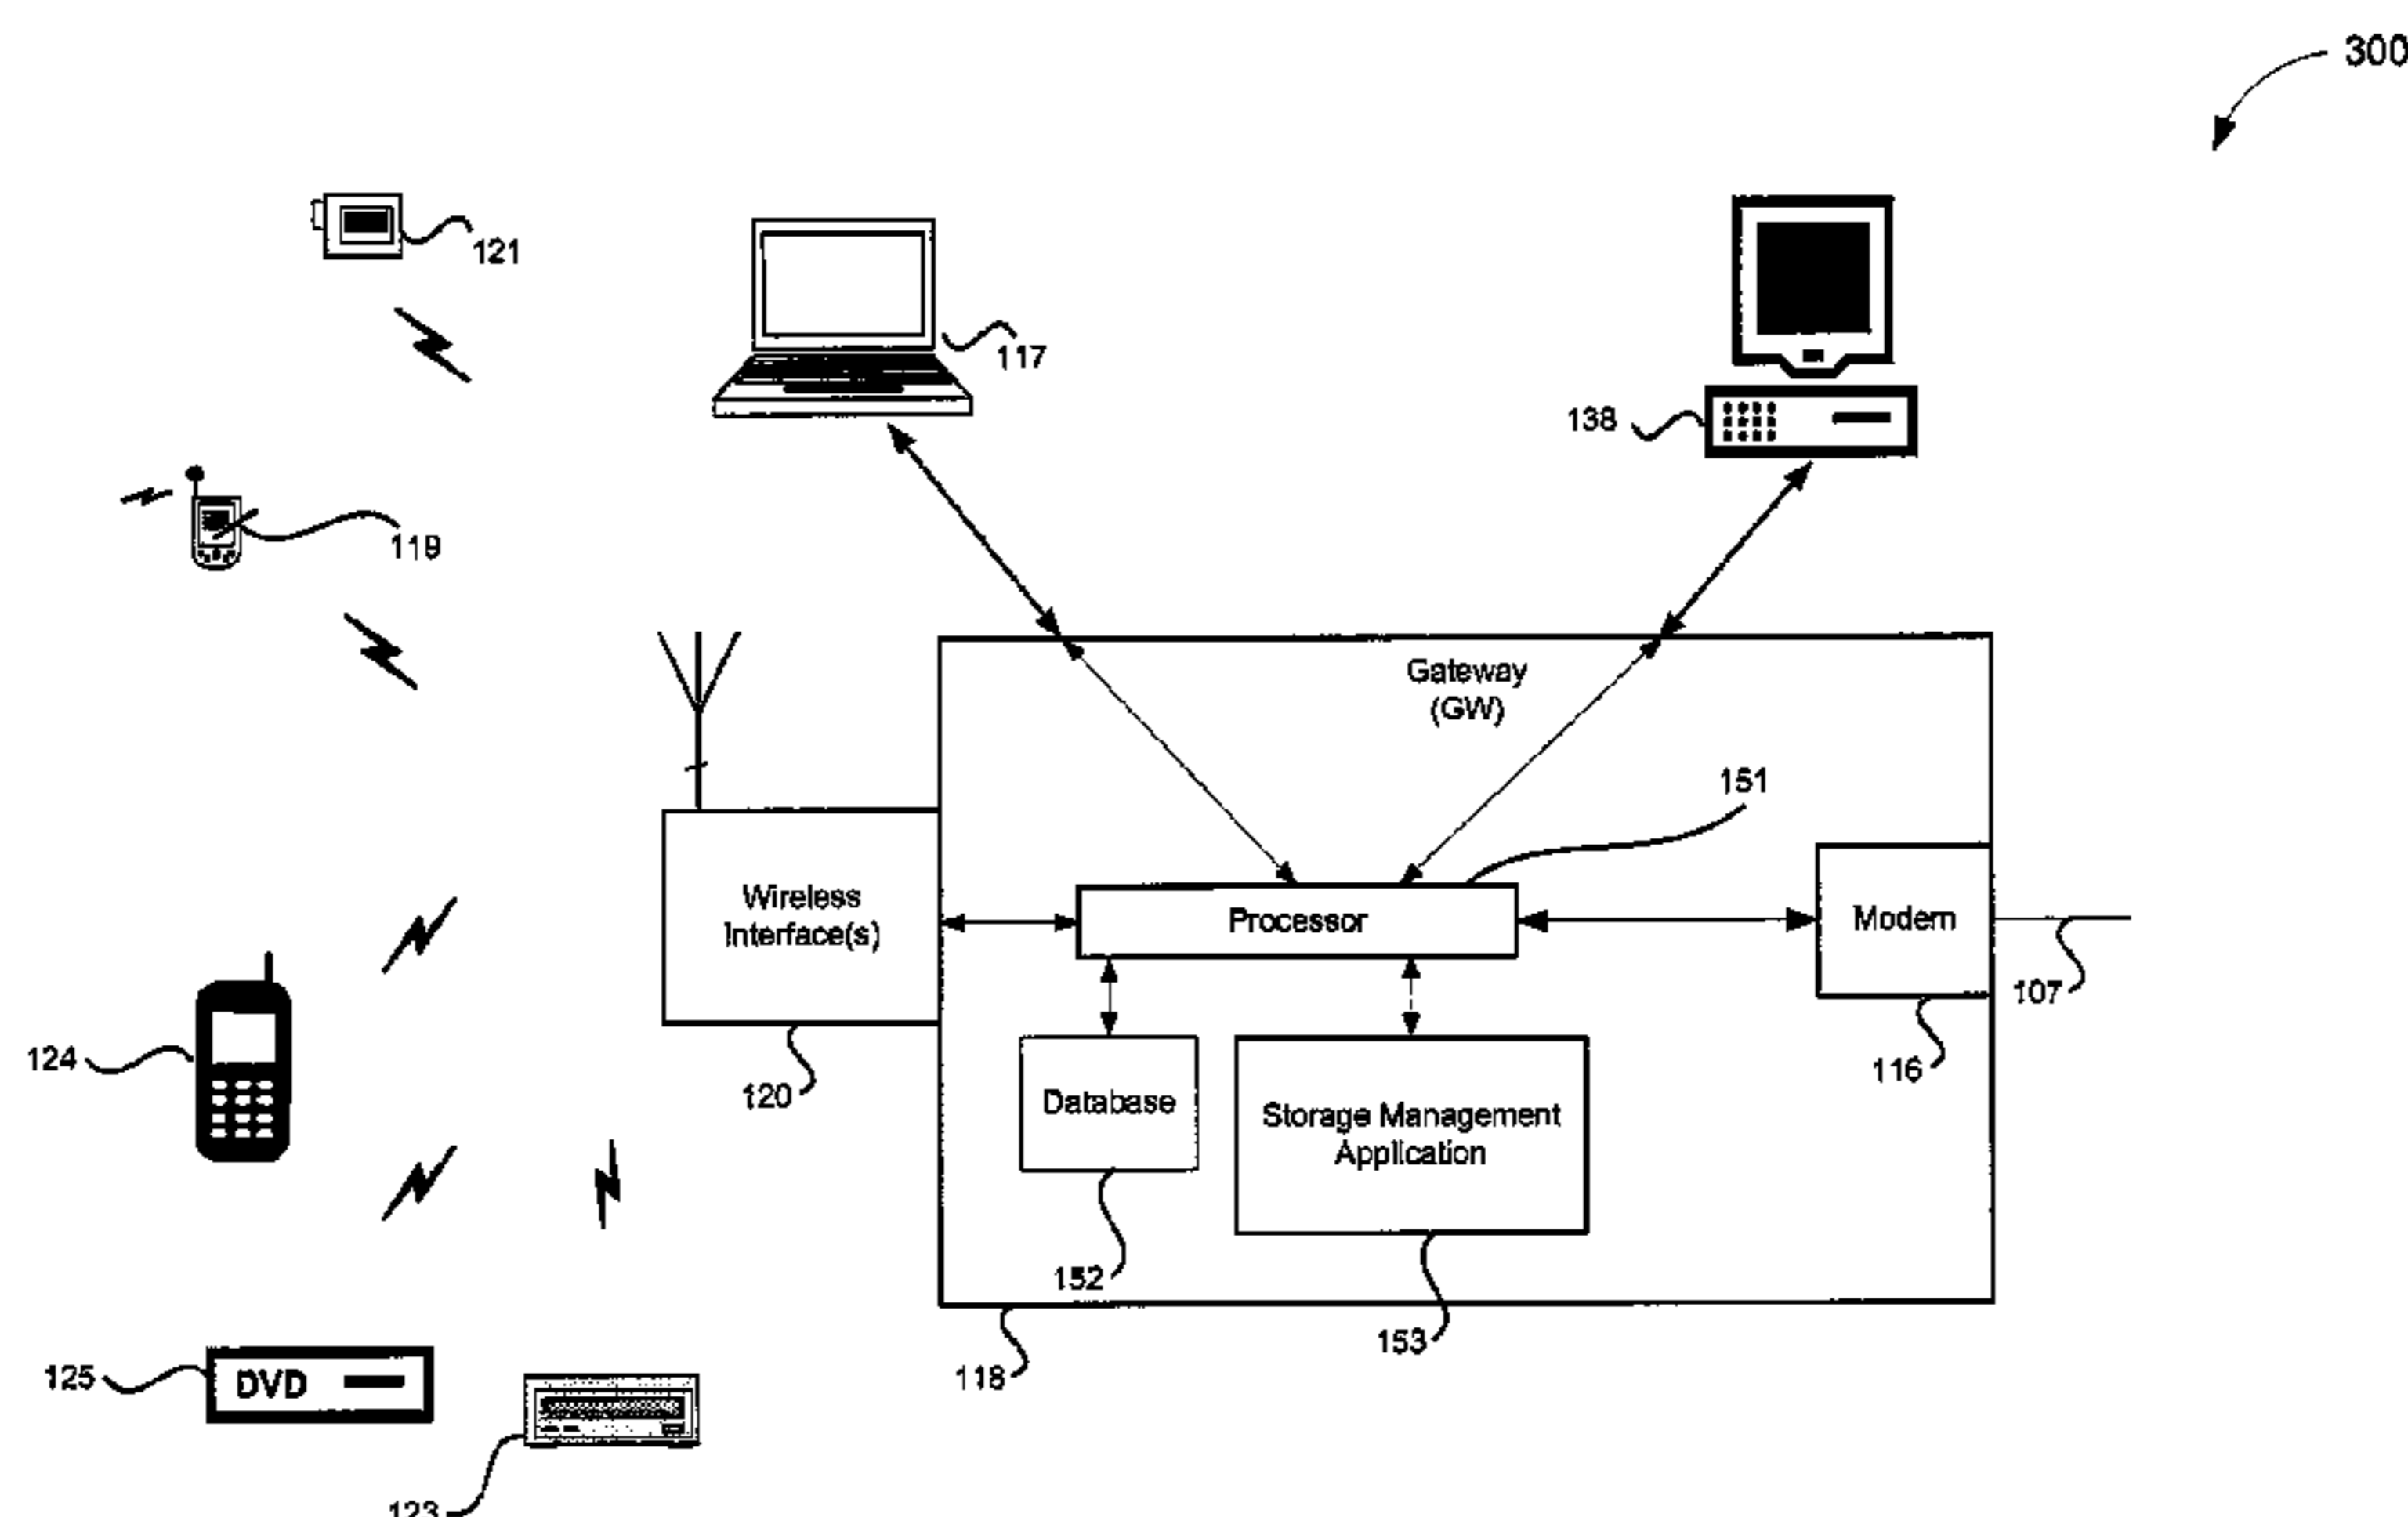 300
121
117
138
119
Gateway
(GW)
151
Wireless
Interface(s)
Processor
Modem
107
124
120
116
Database
Storage Management
Application
152
153
118
125
DVD
123